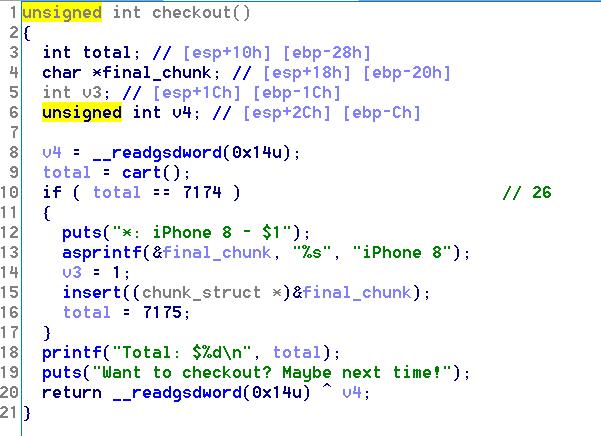 1 unsigned int checkout()
2 {
3   int total; // [esp+10h] [ebp-28h]
4   char *final_chunk; // [esp+18h] [ebp-20h]
5   int v3; // [esp+1Ch] [ebp-1Ch]
6   unsigned int v4; // [esp+2Ch] [ebp-Ch]
7
8   v4 = __readgsdword(0x14u);
9   total = cart();
10   if ( total == 7174 ) // 26
11   {
12     puts("*: iPhone 8 - $1");
13     asprintf(&final_chunk, "%s", "iPhone 8");
14     v3 = 1;
15     insert((chunk_struct *)&final_chunk);
16     total = 7175;
17   }
18   printf("Total: $%d\n", total);
19   puts("Want to checkout? Maybe next time!");
20   return __readgsdword(0x14u) ^ v4;
21 }